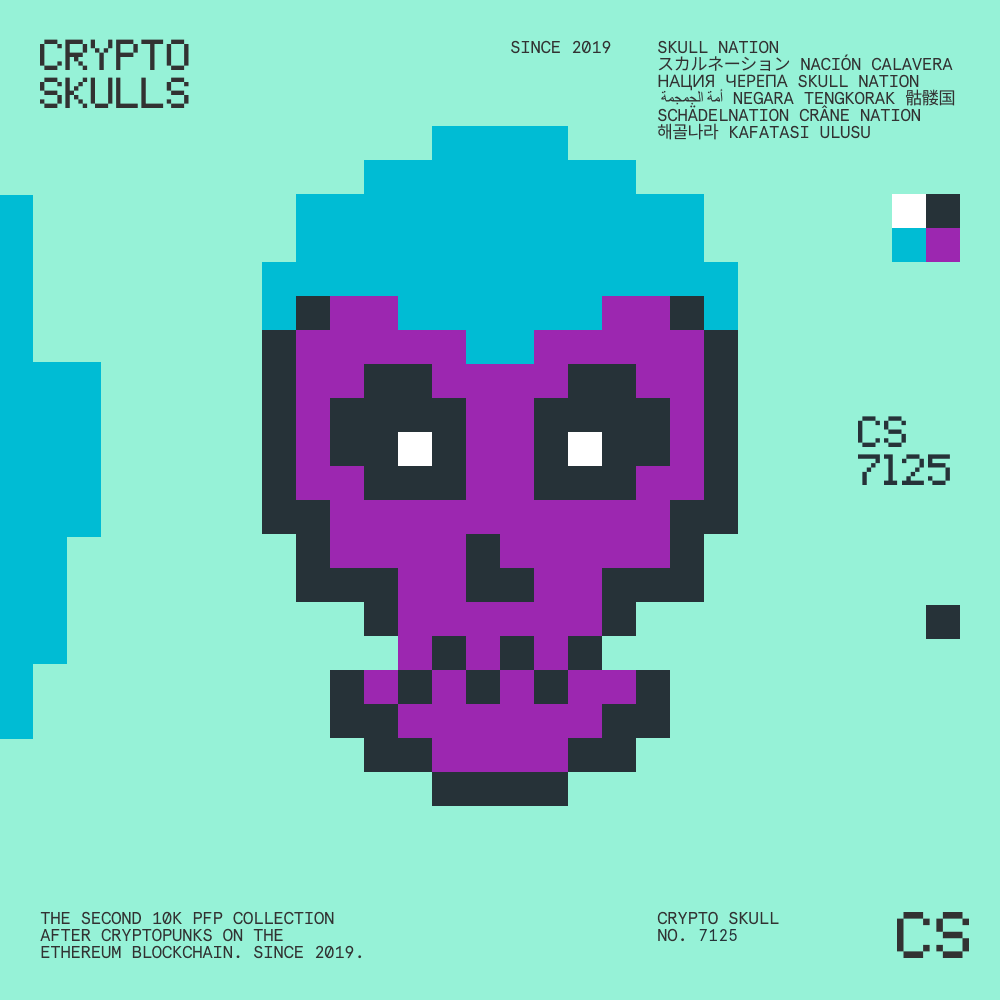 CRYPTO
SKULLS
SINCE 2019
SKULL NATION
スカルネーション NACIÓN CALAVERA
НАЦИЯ ЧЕРЕПА SKULL NATION
أمة الجمجمة NEGARA TENGKORAK 骷髅国
SCHÄDELNATION CRÂNE NATION
해골나라 KAFATASI ULUSU
CS
7125
THE SECOND 10K PFP COLLECTION
AFTER CRYPTOPUNKS ON THE
ETHEREUM BLOCKCHAIN. SINCE 2019.
CRYPTO SKULL
NO. 7125
CS